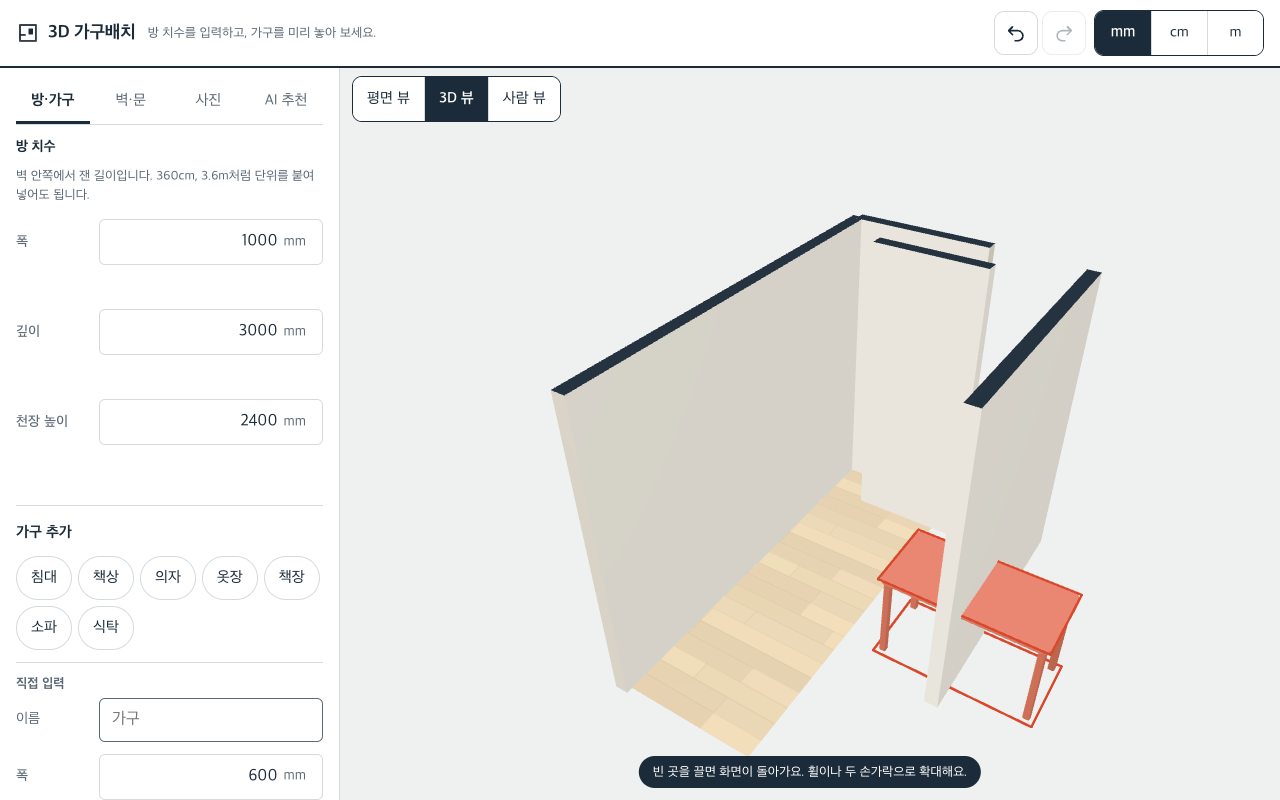 3D 가구배치
방 치수를 입력하고, 가구를 미리 놓아 보세요.
mm
cm
m
방·가구
벽·문
사진
AI 추천
평면 뷰
3D 뷰
사람 뷰
방 치수
벽 안쪽에서 잰 길이입니다. 360cm, 3.6m처럼 단위를 붙여
넣어도 됩니다.
폭
1000 mm
깊이
3000 mm
천장 높이
2400 mm
가구 추가
침대
책상
의자
옷장
책장
소파
식탁
직접 입력
이름
가구
폭
600 mm
빈 곳을 끌면 화면이 돌아가요. 휠이나 두 손가락으로 확대해요.